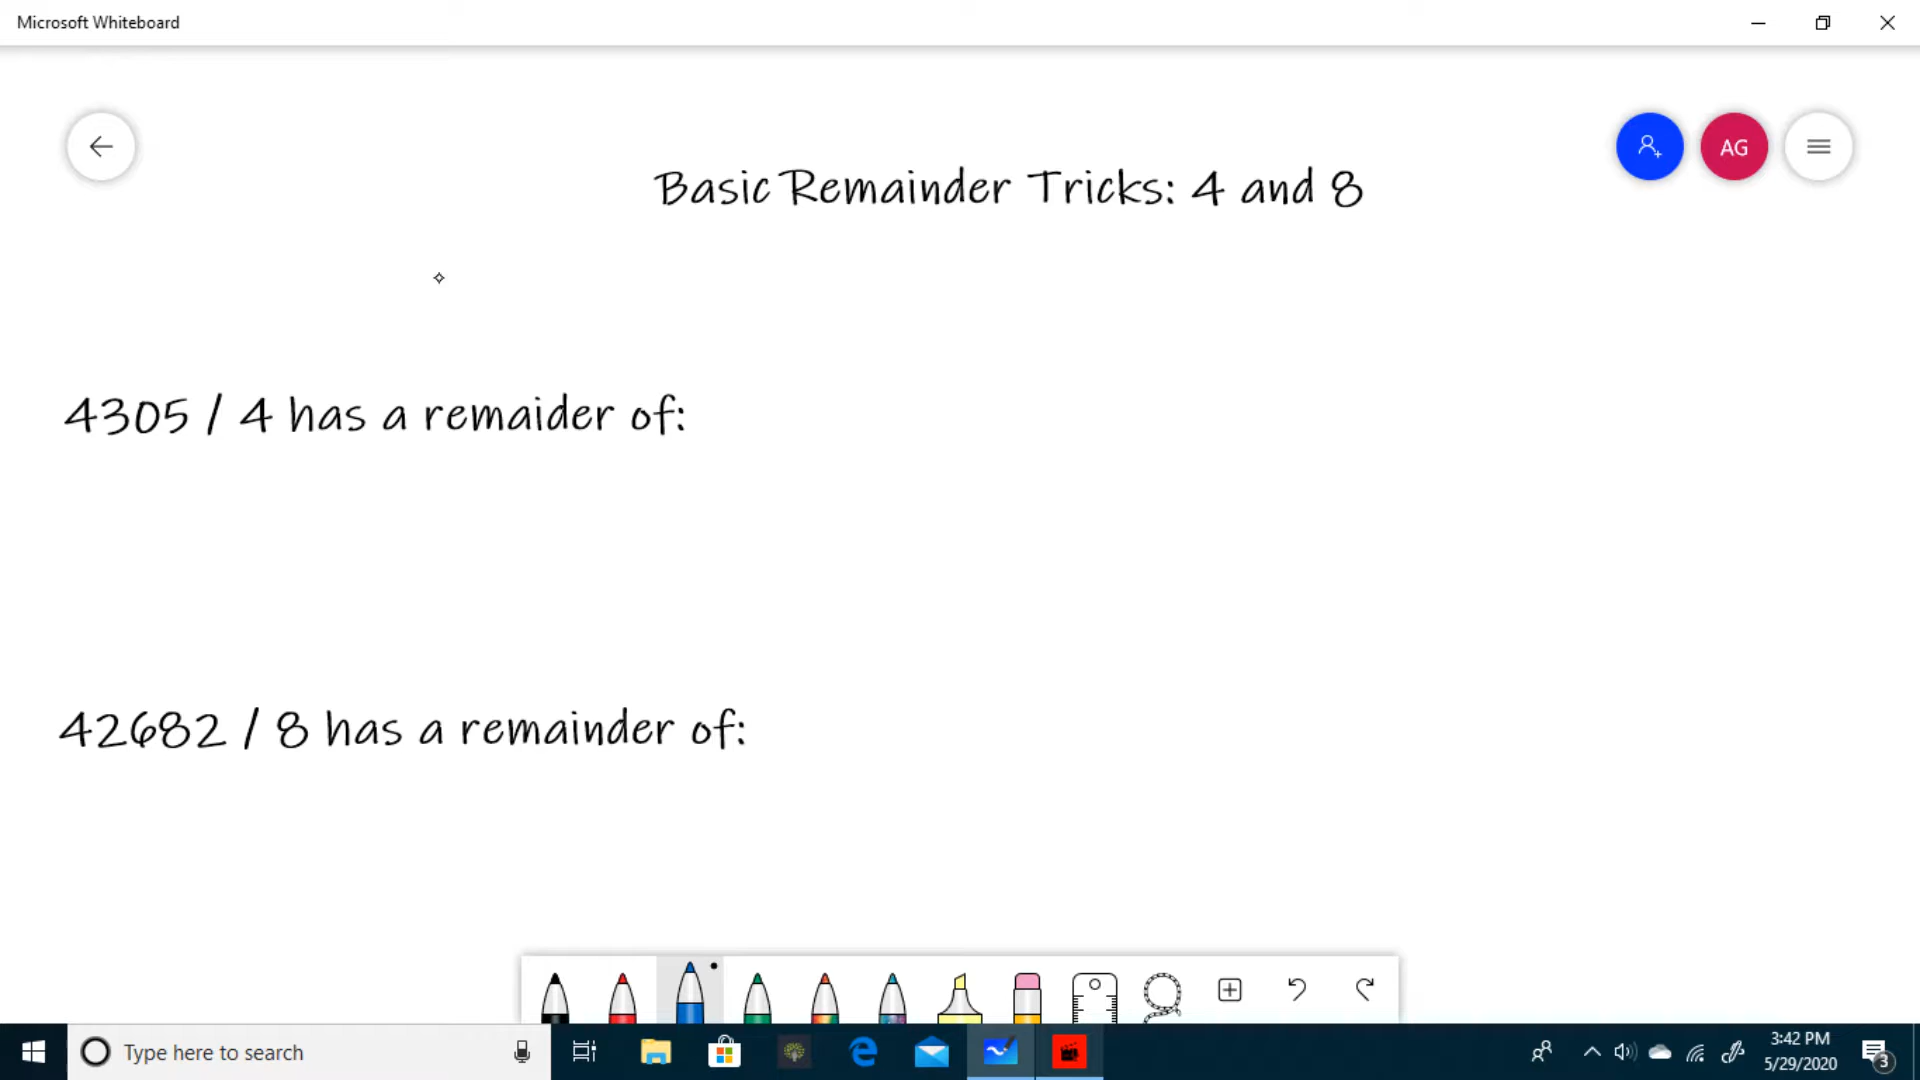 Microsoft Whiteboard
AG
Basic Remainder Tricks: 4 and 8
4305 / 4 has a remaider of:
42682 / 8 has a remainder of:
Type here to search
3:42 PM
5/29/2020
3